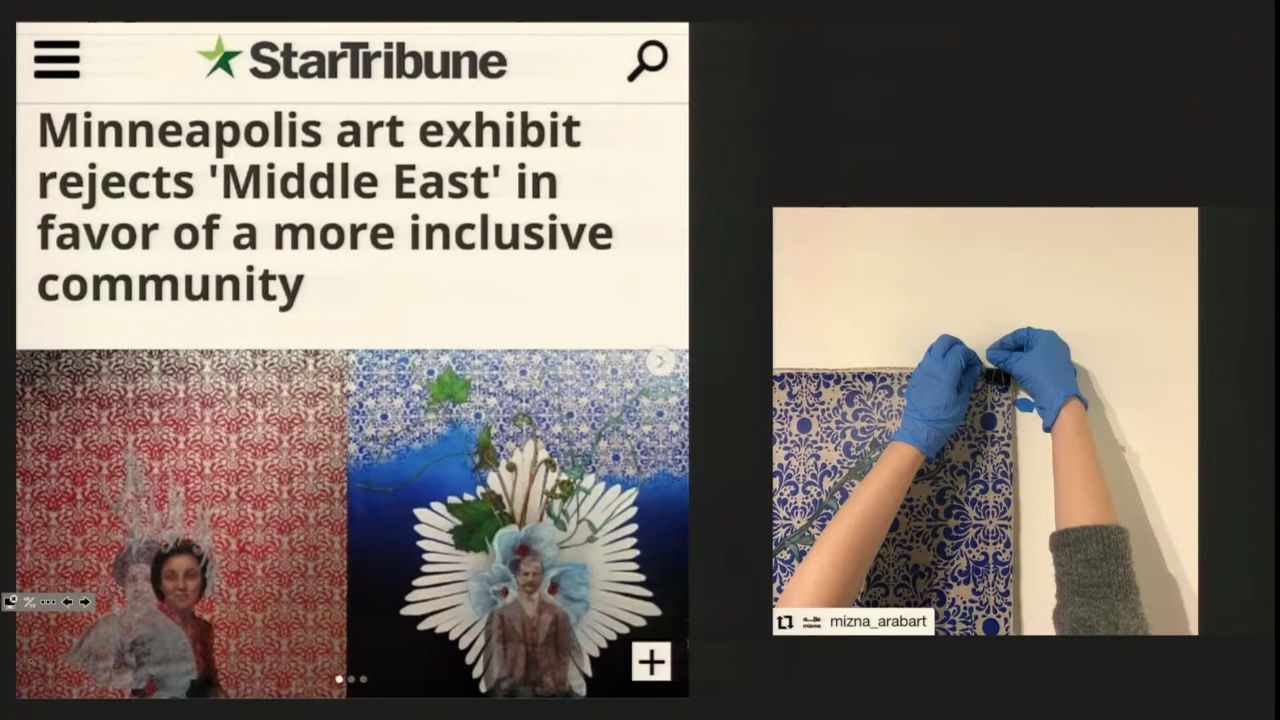 StarTribune
Minneapolis art exhibit
rejects 'Middle East' in
favor of a more inclusive
community
mizna_arabart